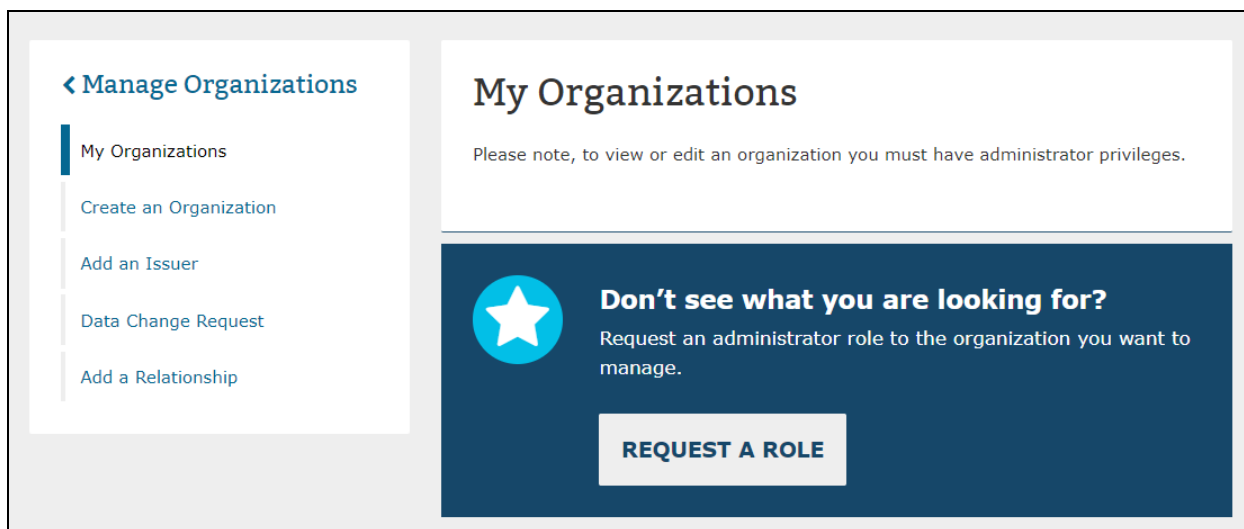 Manage Organizations
My Organizations
Create an Organization
Add an Issuer
Data Change Request
Add a Relationship
My Organizations
Please note, to view or edit an organization you must have administrator privileges.
Don’t see what you are looking for?
Request an administrator role to the organization you want to
manage.
REQUEST A ROLE